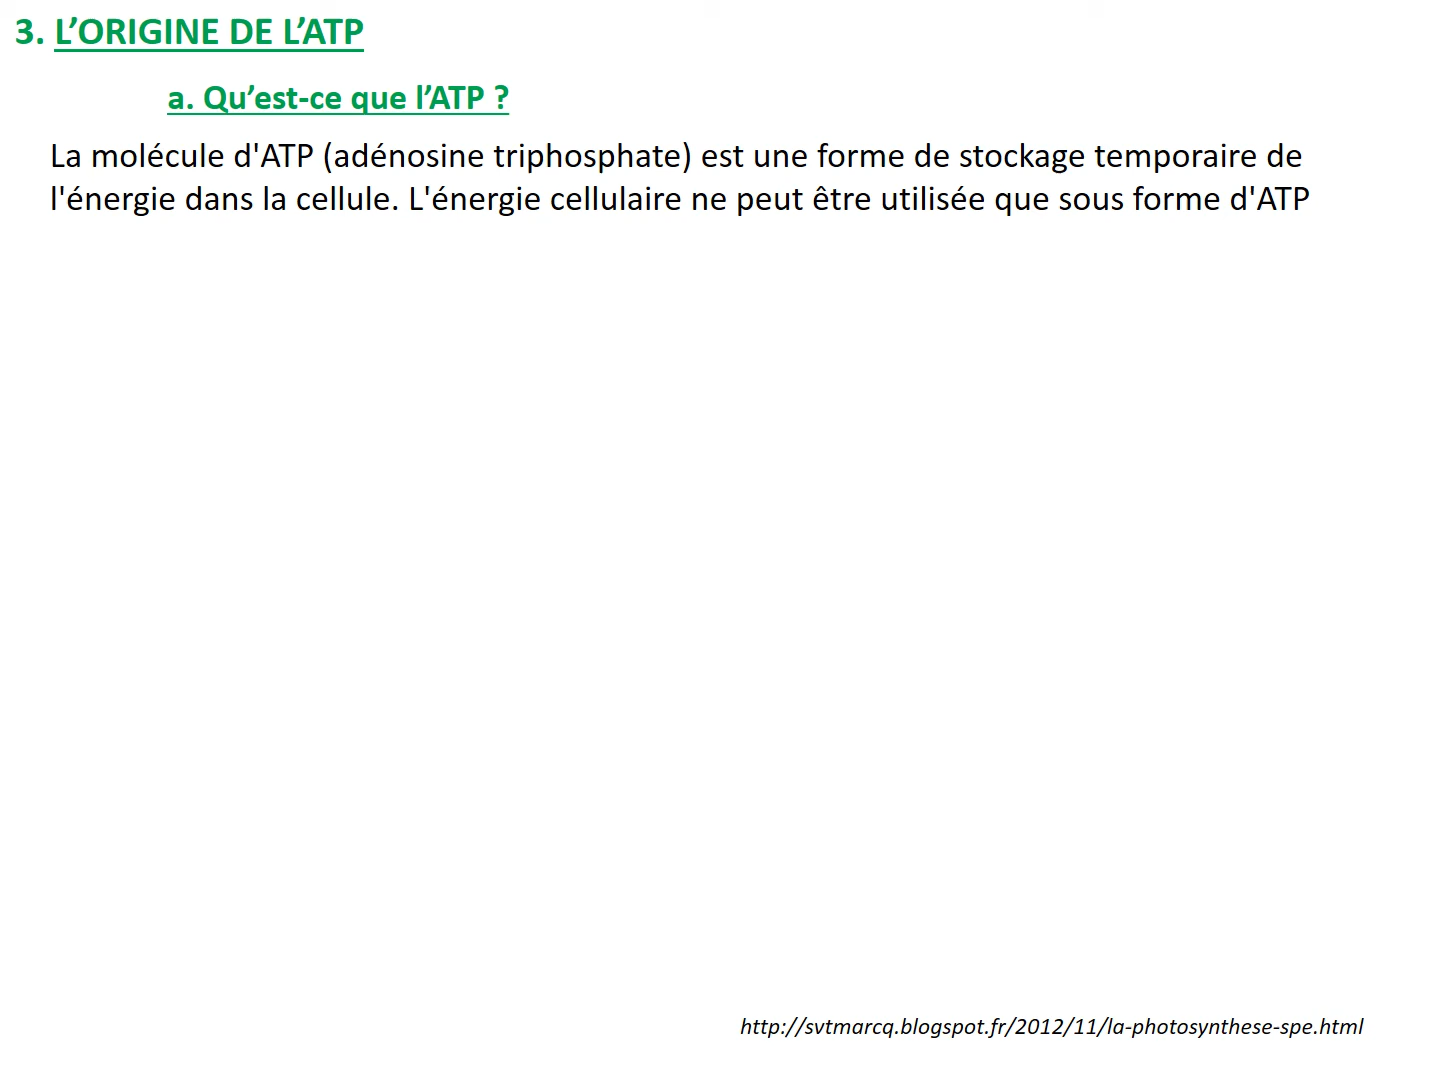 3. L’ORIGINE DE L’ATP
a. Qu’est-ce que l’ATP ?
La molécule d'ATP (adénosine triphosphate) est une forme de stockage temporaire de
l'énergie dans la cellule. L'énergie cellulaire ne peut être utilisée que sous forme d'ATP
http://svtmarcq.blogspot.fr/2012/11/la-photosynthese-spe.html